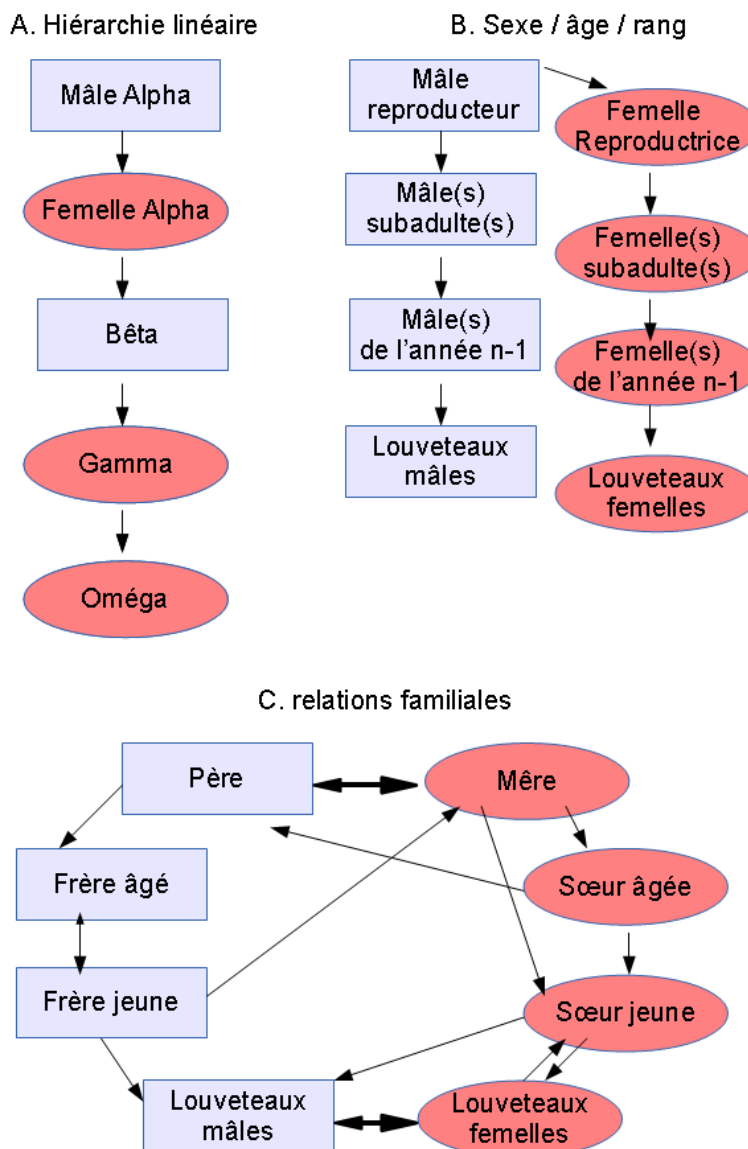 A. Hiérarchie linéaire
Mâle Alpha
Femelle Alpha
Bêta
Gamma
Oméga
B. Sexe / âge / rang
Mâle
reproducteur
Femelle
Reproductrice
Mâle(s)
subadulte(s)
Femelle(s)
subadulte(s)
Mâle(s)
de l'année n-1
Femelle(s)
de l'année n-1
Louveteaux
mâles
Louveteaux
femelles
C. relations familiales
Père
Mêre
Frère âgé
Sœur âgée
Frère jeune
Sœur jeune
Louveteaux
mâles
Louveteaux
femelles